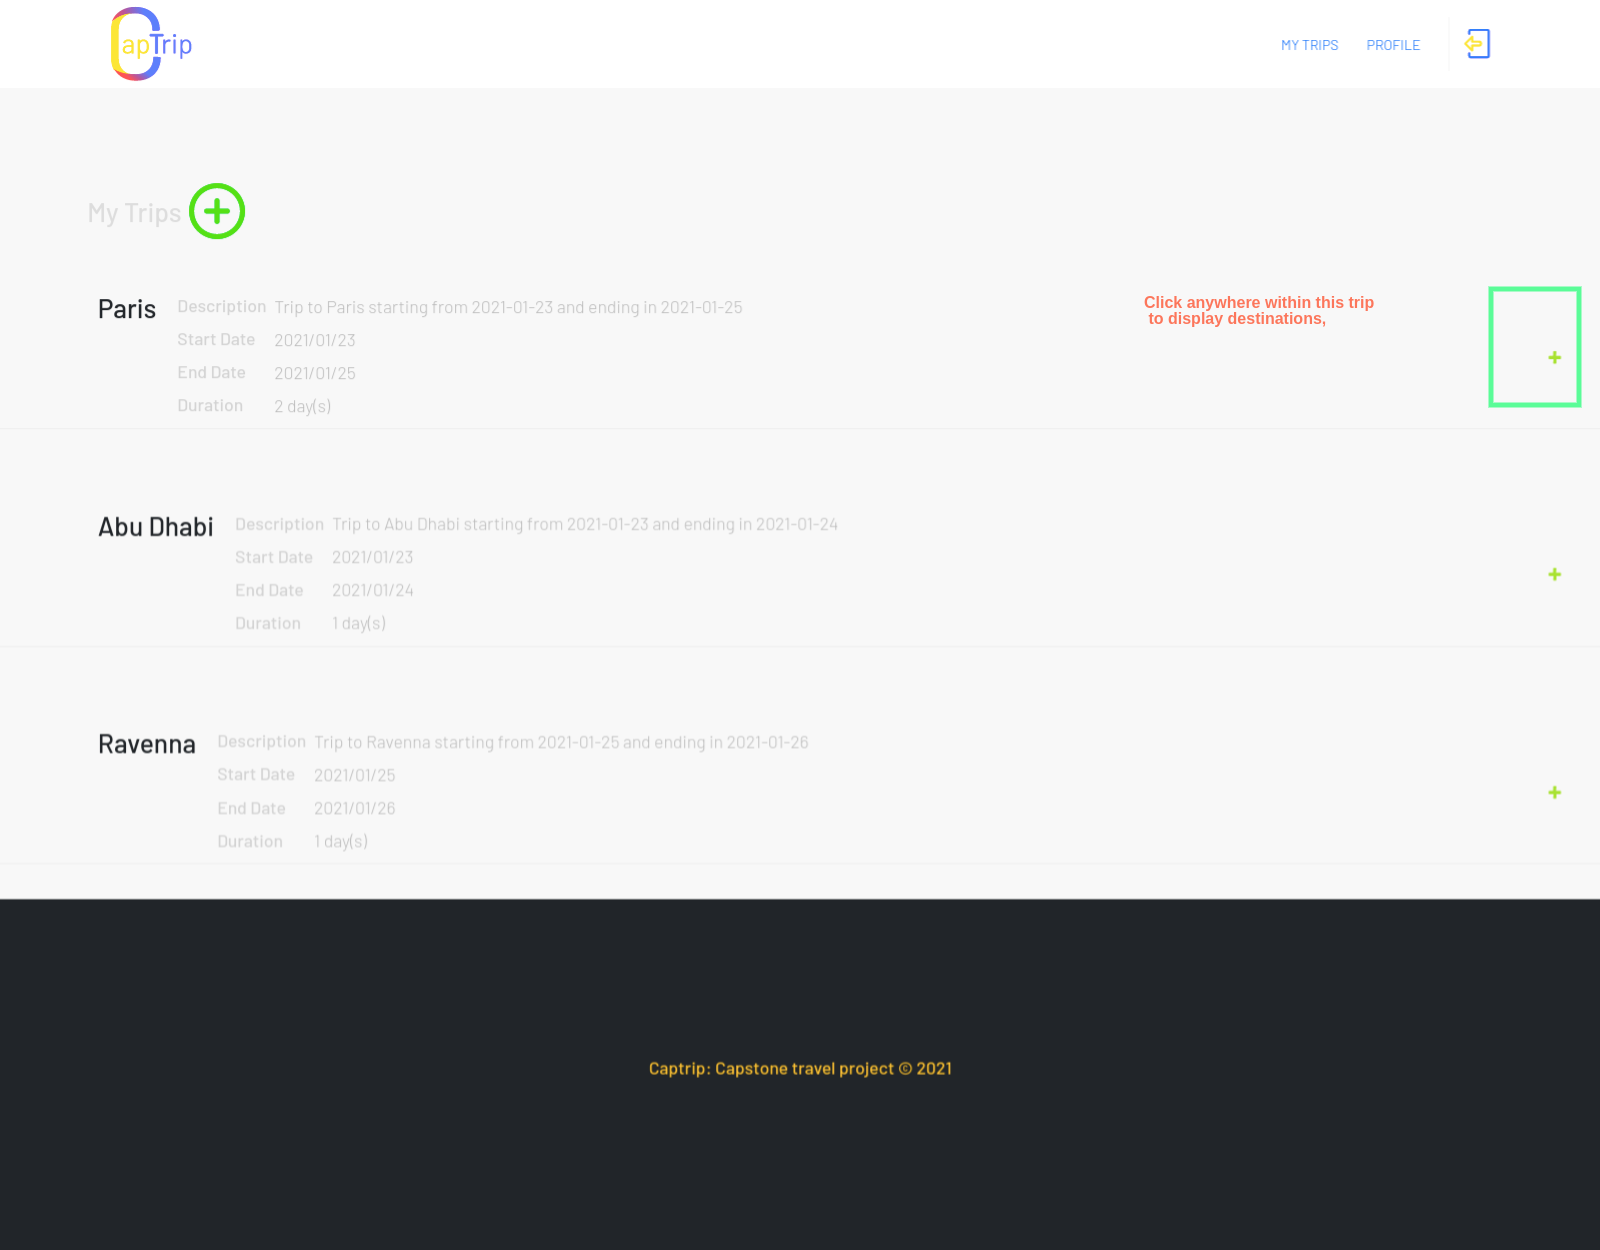 CapTrip
MY TRIPS
PROFILE
My Trips
Paris
Description Trip to Paris starting from 2021-01-23 and ending in 2021-01-25
Start Date 2021/01/23
End Date 2021/01/25
Duration 2 day(s)
Click anywhere within this trip
to display destinations,
Abu Dhabi
Description Trip to Abu Dhabi starting from 2021-01-23 and ending in 2021-01-24
Start Date 2021/01/23
End Date 2021/01/24
Duration 1 day(s)
Ravenna
Description Trip to Ravenna starting from 2021-01-25 and ending in 2021-01-26
Start Date 2021/01/25
End Date 2021/01/26
Duration 1 day(s)
Captrip: Capstone travel project © 2021